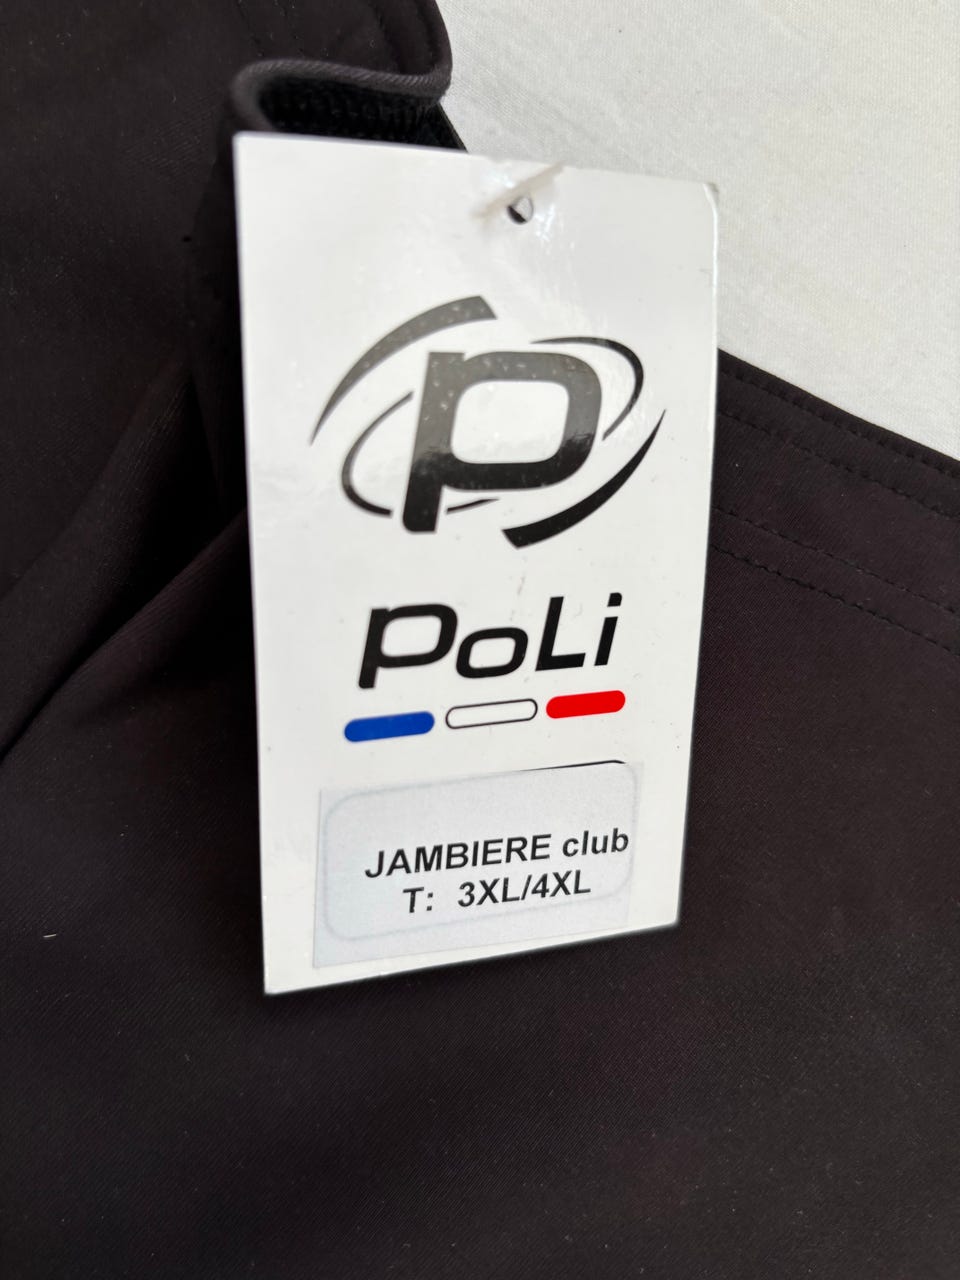 P
PoLi
JAMBIERE club
T: 3XL/4XL